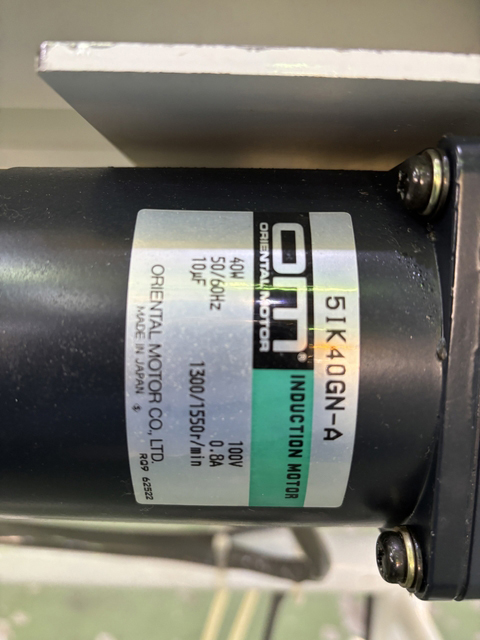 5IK40GN-A
om®
ORIENTAL MOTOR
INDUCTION MOTOR
40W 100V
50/60Hz 0.8A
10μF 1300/1550r/min
ORIENTAL MOTOR CO., LTD.
MADE IN JAPAN
RQ9 62522